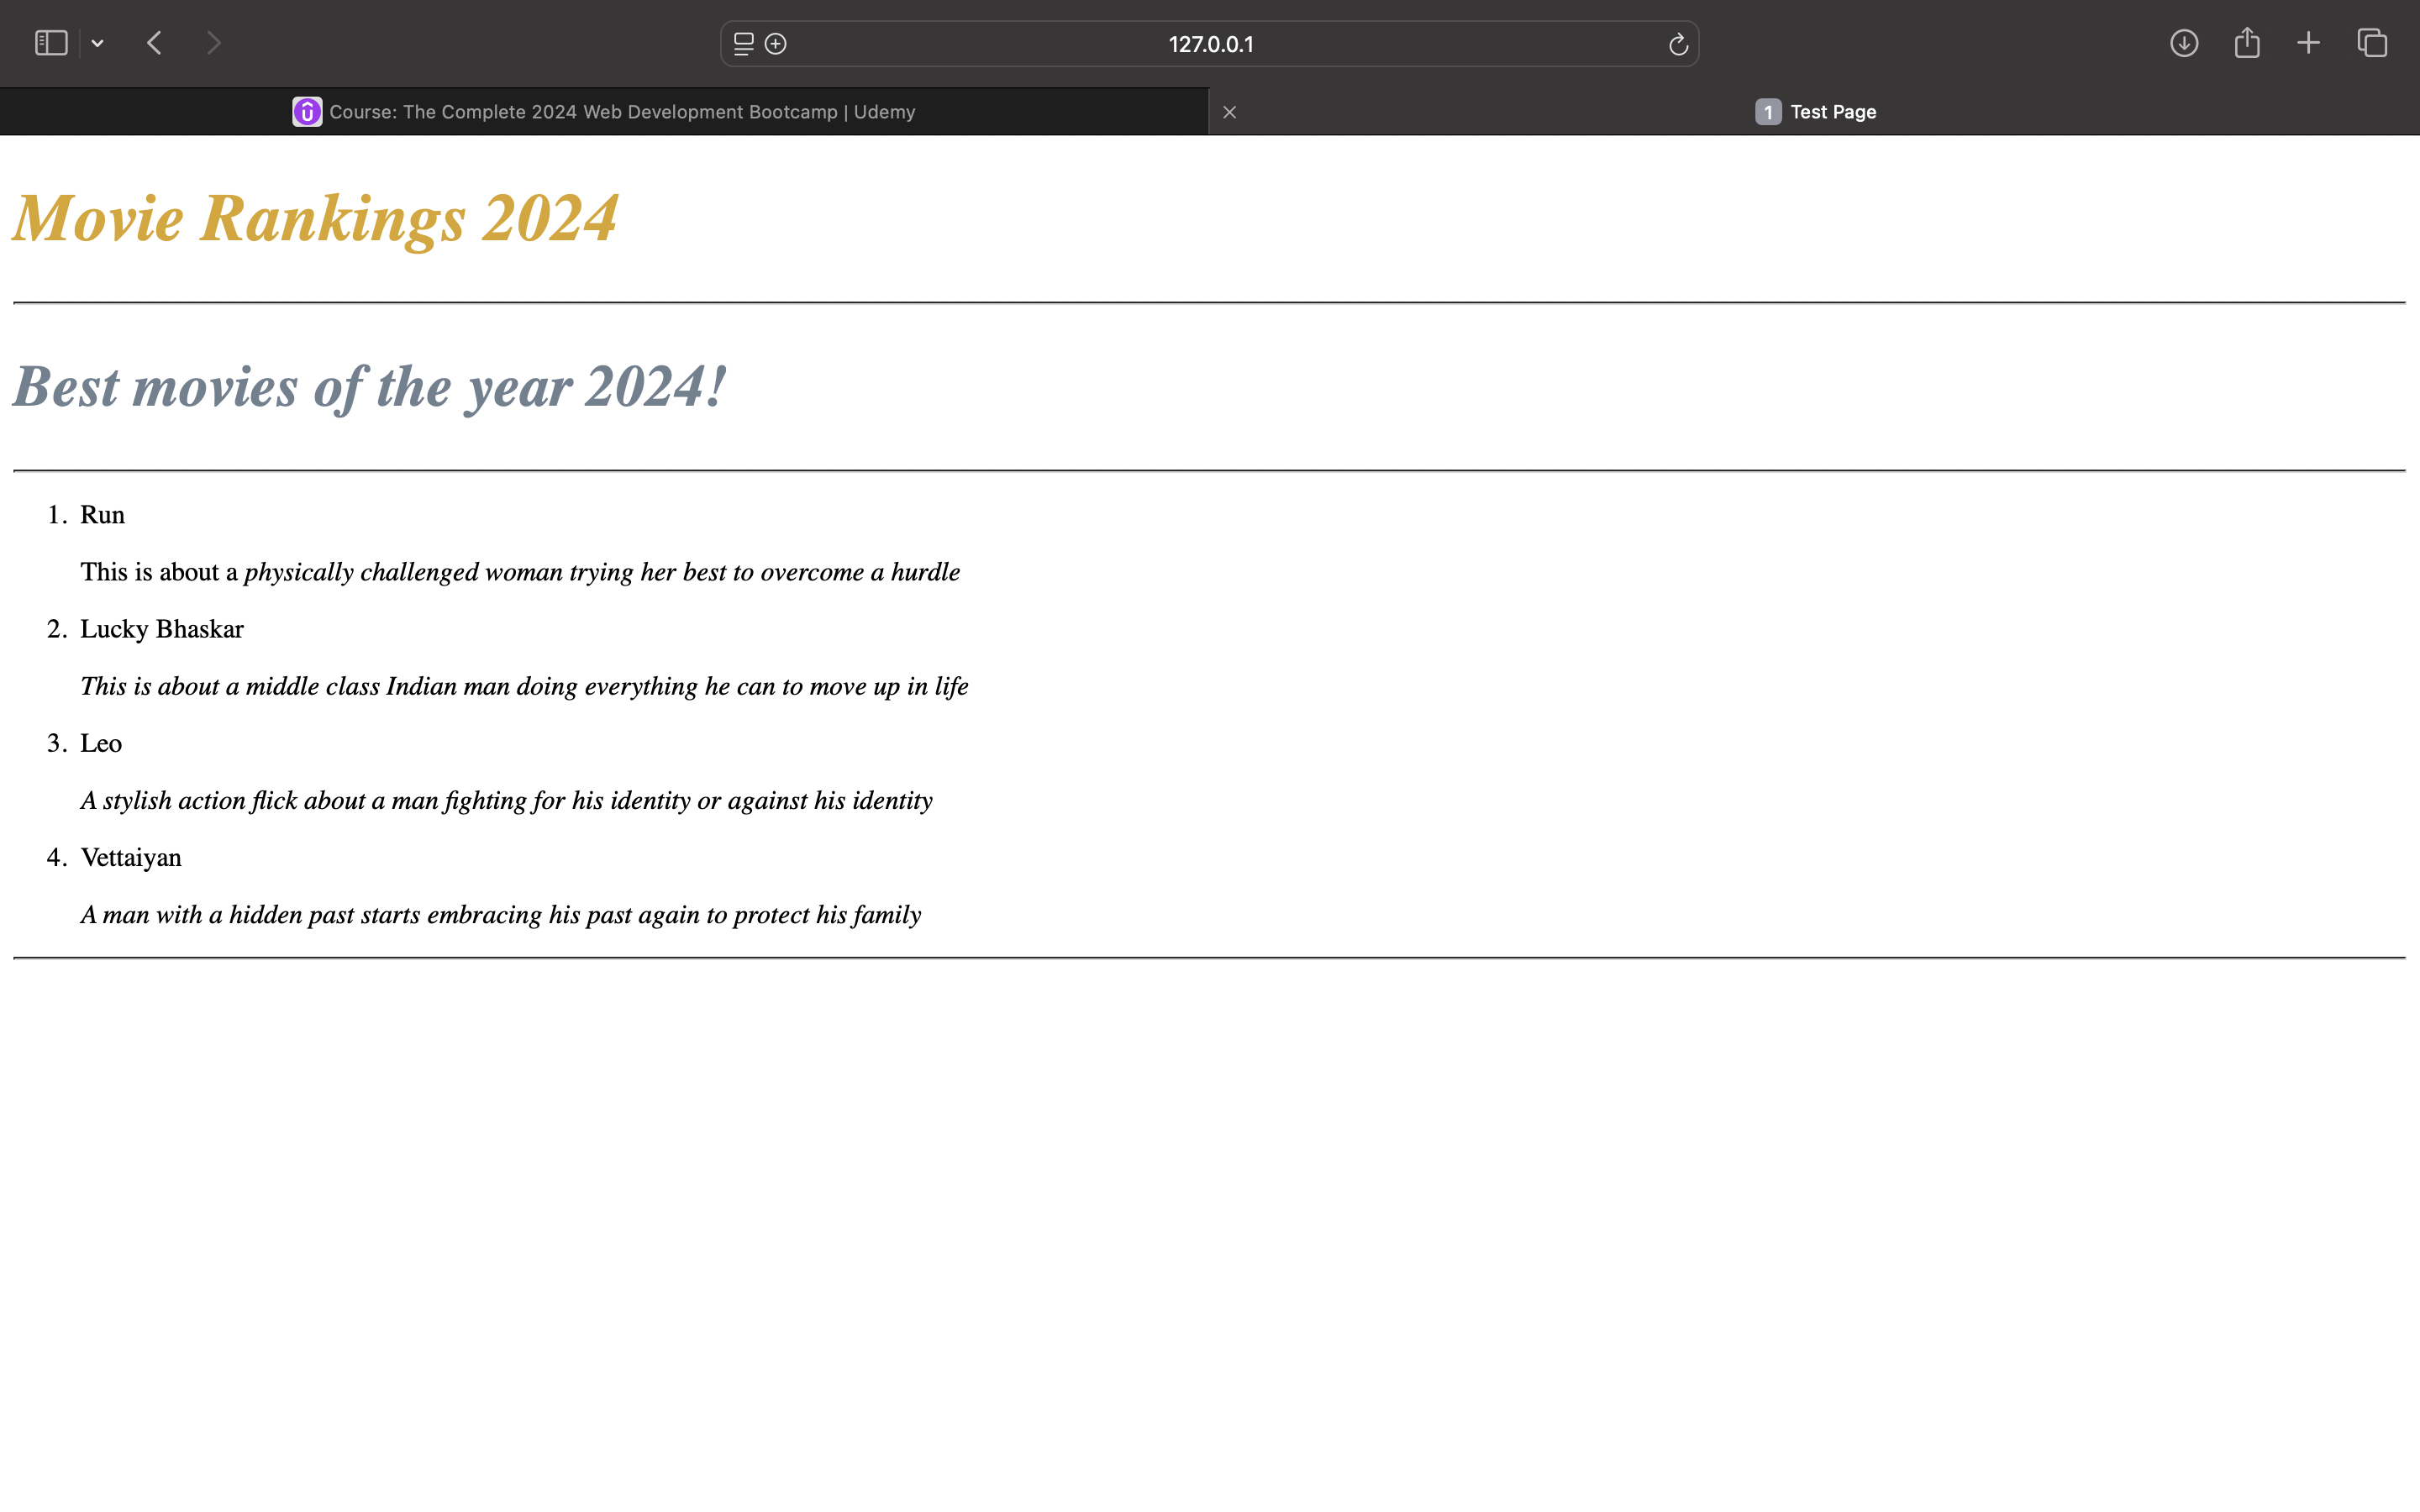 127.0.0.1
Course: The Complete 2024 Web Development Bootcamp | Udemy
1 Test Page
Movie Rankings 2024
Best movies of the year 2024!
1. Run
This is about a physically challenged woman trying her best to overcome a hurdle
2. Lucky Bhaskar
This is about a middle class Indian man doing everything he can to move up in life
3. Leo
A stylish action flick about a man fighting for his identity or against his identity
4. Vettaiyan
A man with a hidden past starts embracing his past again to protect his family